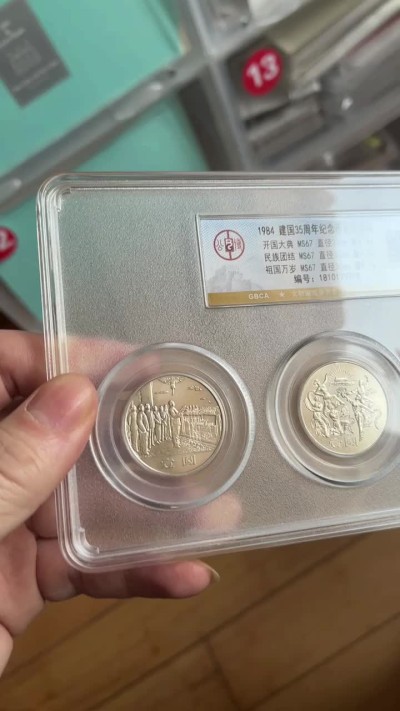 13
1984 建国35周年纪念
开国大典 MS67 直径
民族团结 MS67 直径
祖国万岁 MS67 直径
编号: 1810
GBCA